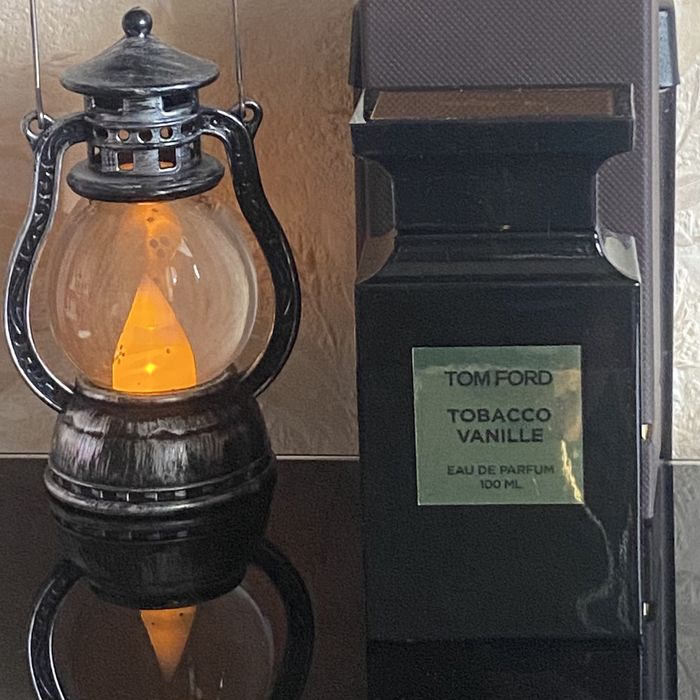 TOM FORD
TOBACCO
VANILLE
EAU DE PARFUM
100 ML